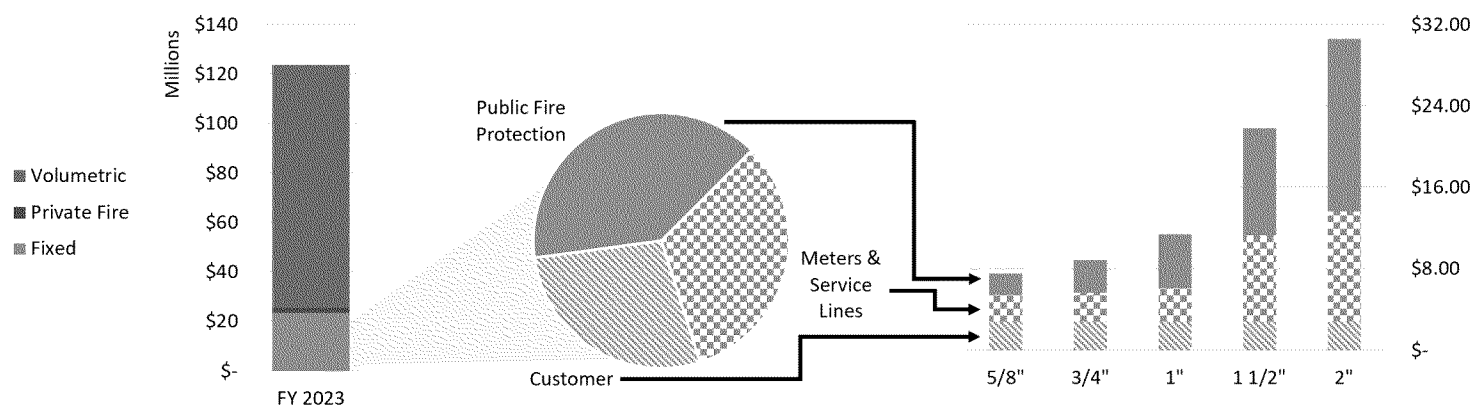 $140
$120
$100
$80
$60
$40
$20
$-
Millions
Volumetric
Private Fire
Fixed
FY 2023
Public Fire
Protection
Meters &
Service
Lines
Customer
$32.00
$24.00
$16.00
$8.00
$-
5/8"
3/4"
1"
1 1/2"
2"